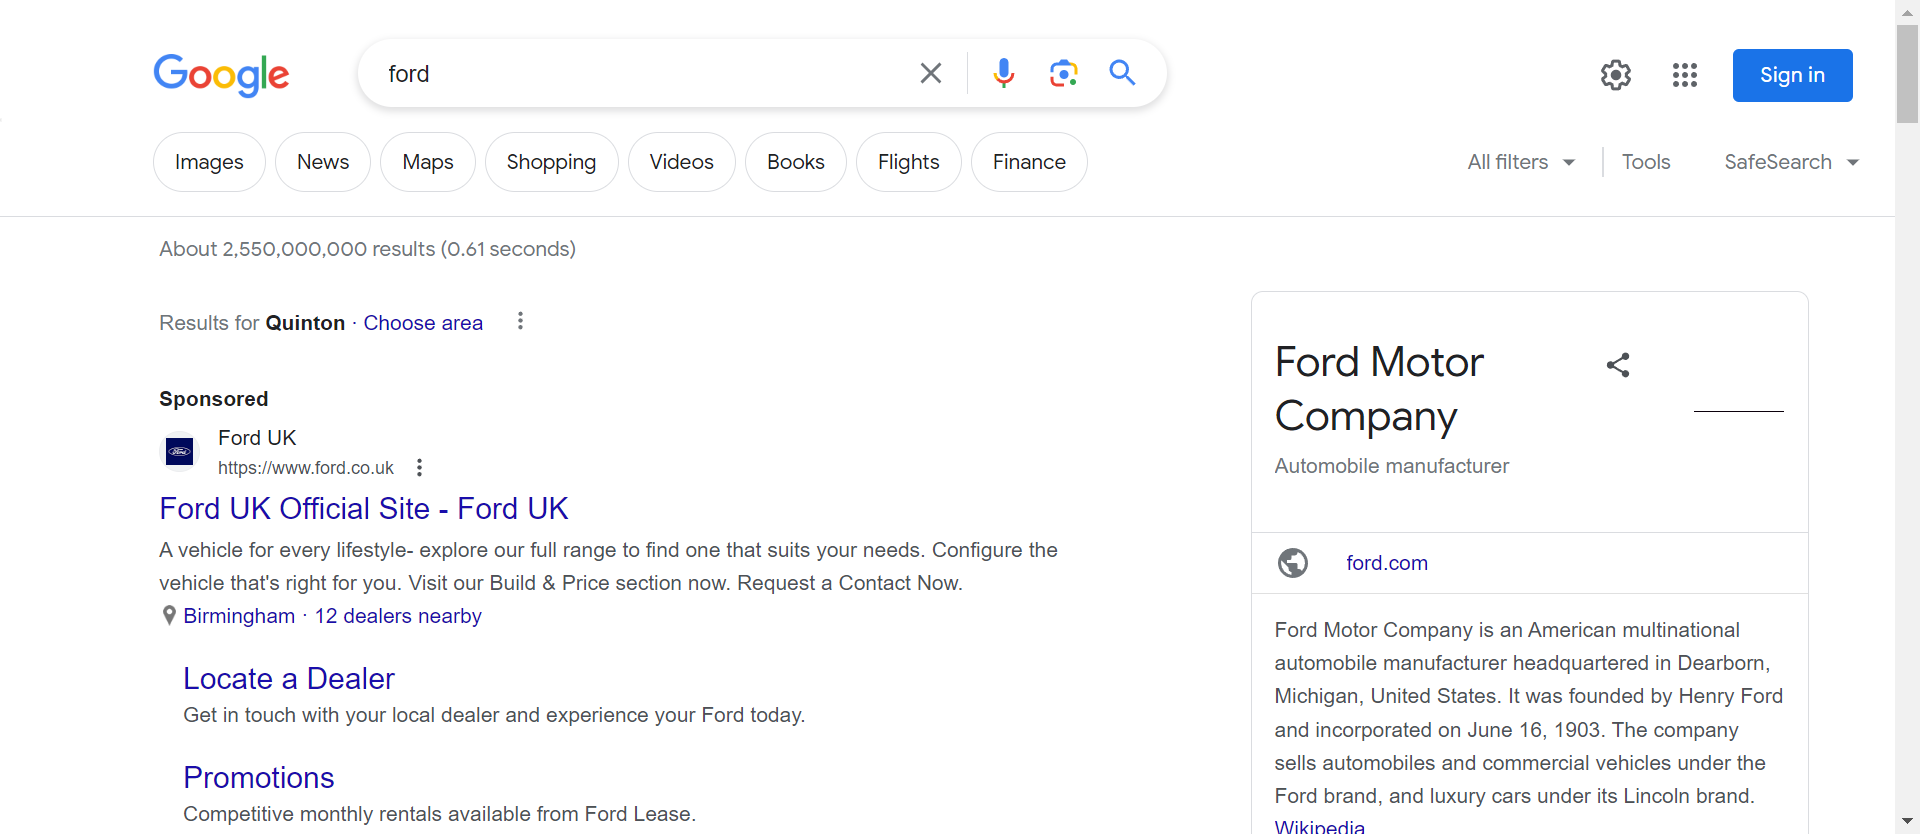 Google
ford
Sign in
Images News Maps Shopping Videos Books Flights Finance All filters Tools SafeSearch
About 2,550,000,000 results (0.61 seconds)
Results for Quinton · Choose area
Sponsored
Ford
Ford UK
https://www.ford.co.uk
Ford UK Official Site - Ford UK
A vehicle for every lifestyle- explore our full range to find one that suits your needs. Configure the
vehicle that's right for you. Visit our Build & Price section now. Request a Contact Now.
Birmingham · 12 dealers nearby
Locate a Dealer
Get in touch with your local dealer and experience your Ford today.
Promotions
Competitive monthly rentals available from Ford Lease.
Ford Motor
Company
Automobile manufacturer
ford.com
Ford Motor Company is an American multinational
automobile manufacturer headquartered in Dearborn,
Michigan, United States. It was founded by Henry Ford
and incorporated on June 16, 1903. The company
sells automobiles and commercial vehicles under the
Ford brand, and luxury cars under its Lincoln brand.
Wikipedia